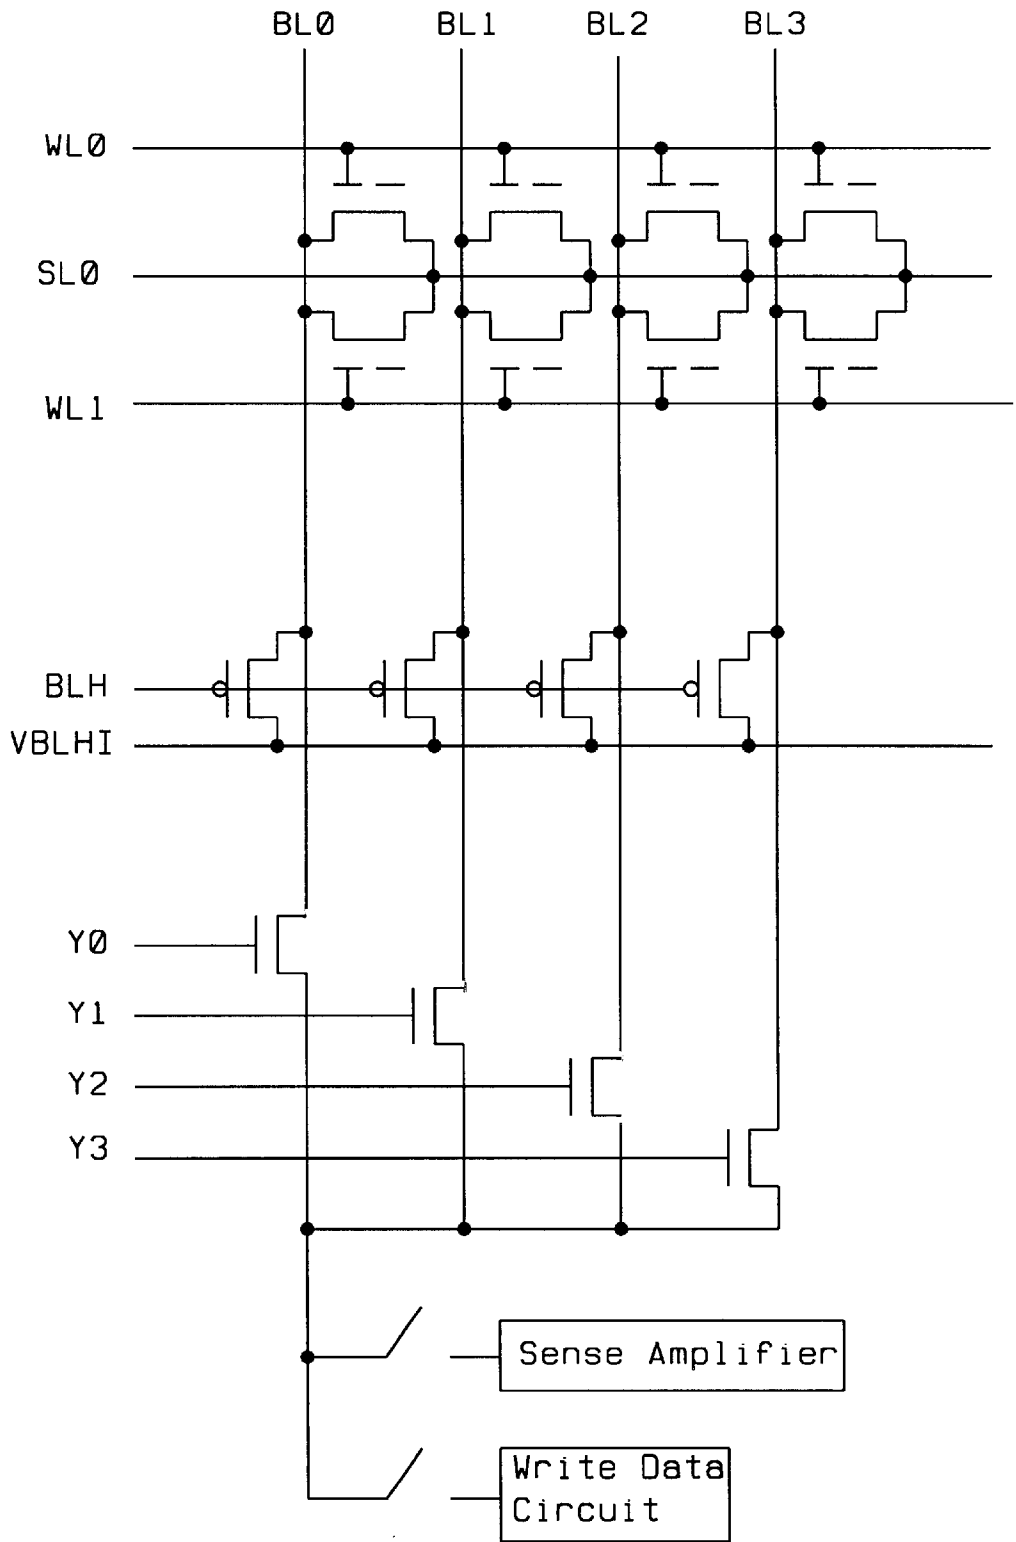 BL0 BL1 BL2 BL3
WL0
SL0
WL1
BLH
VBLHI
Y0
Y1
Y2
Y3
Sense Amplifier
Write Data
Circuit